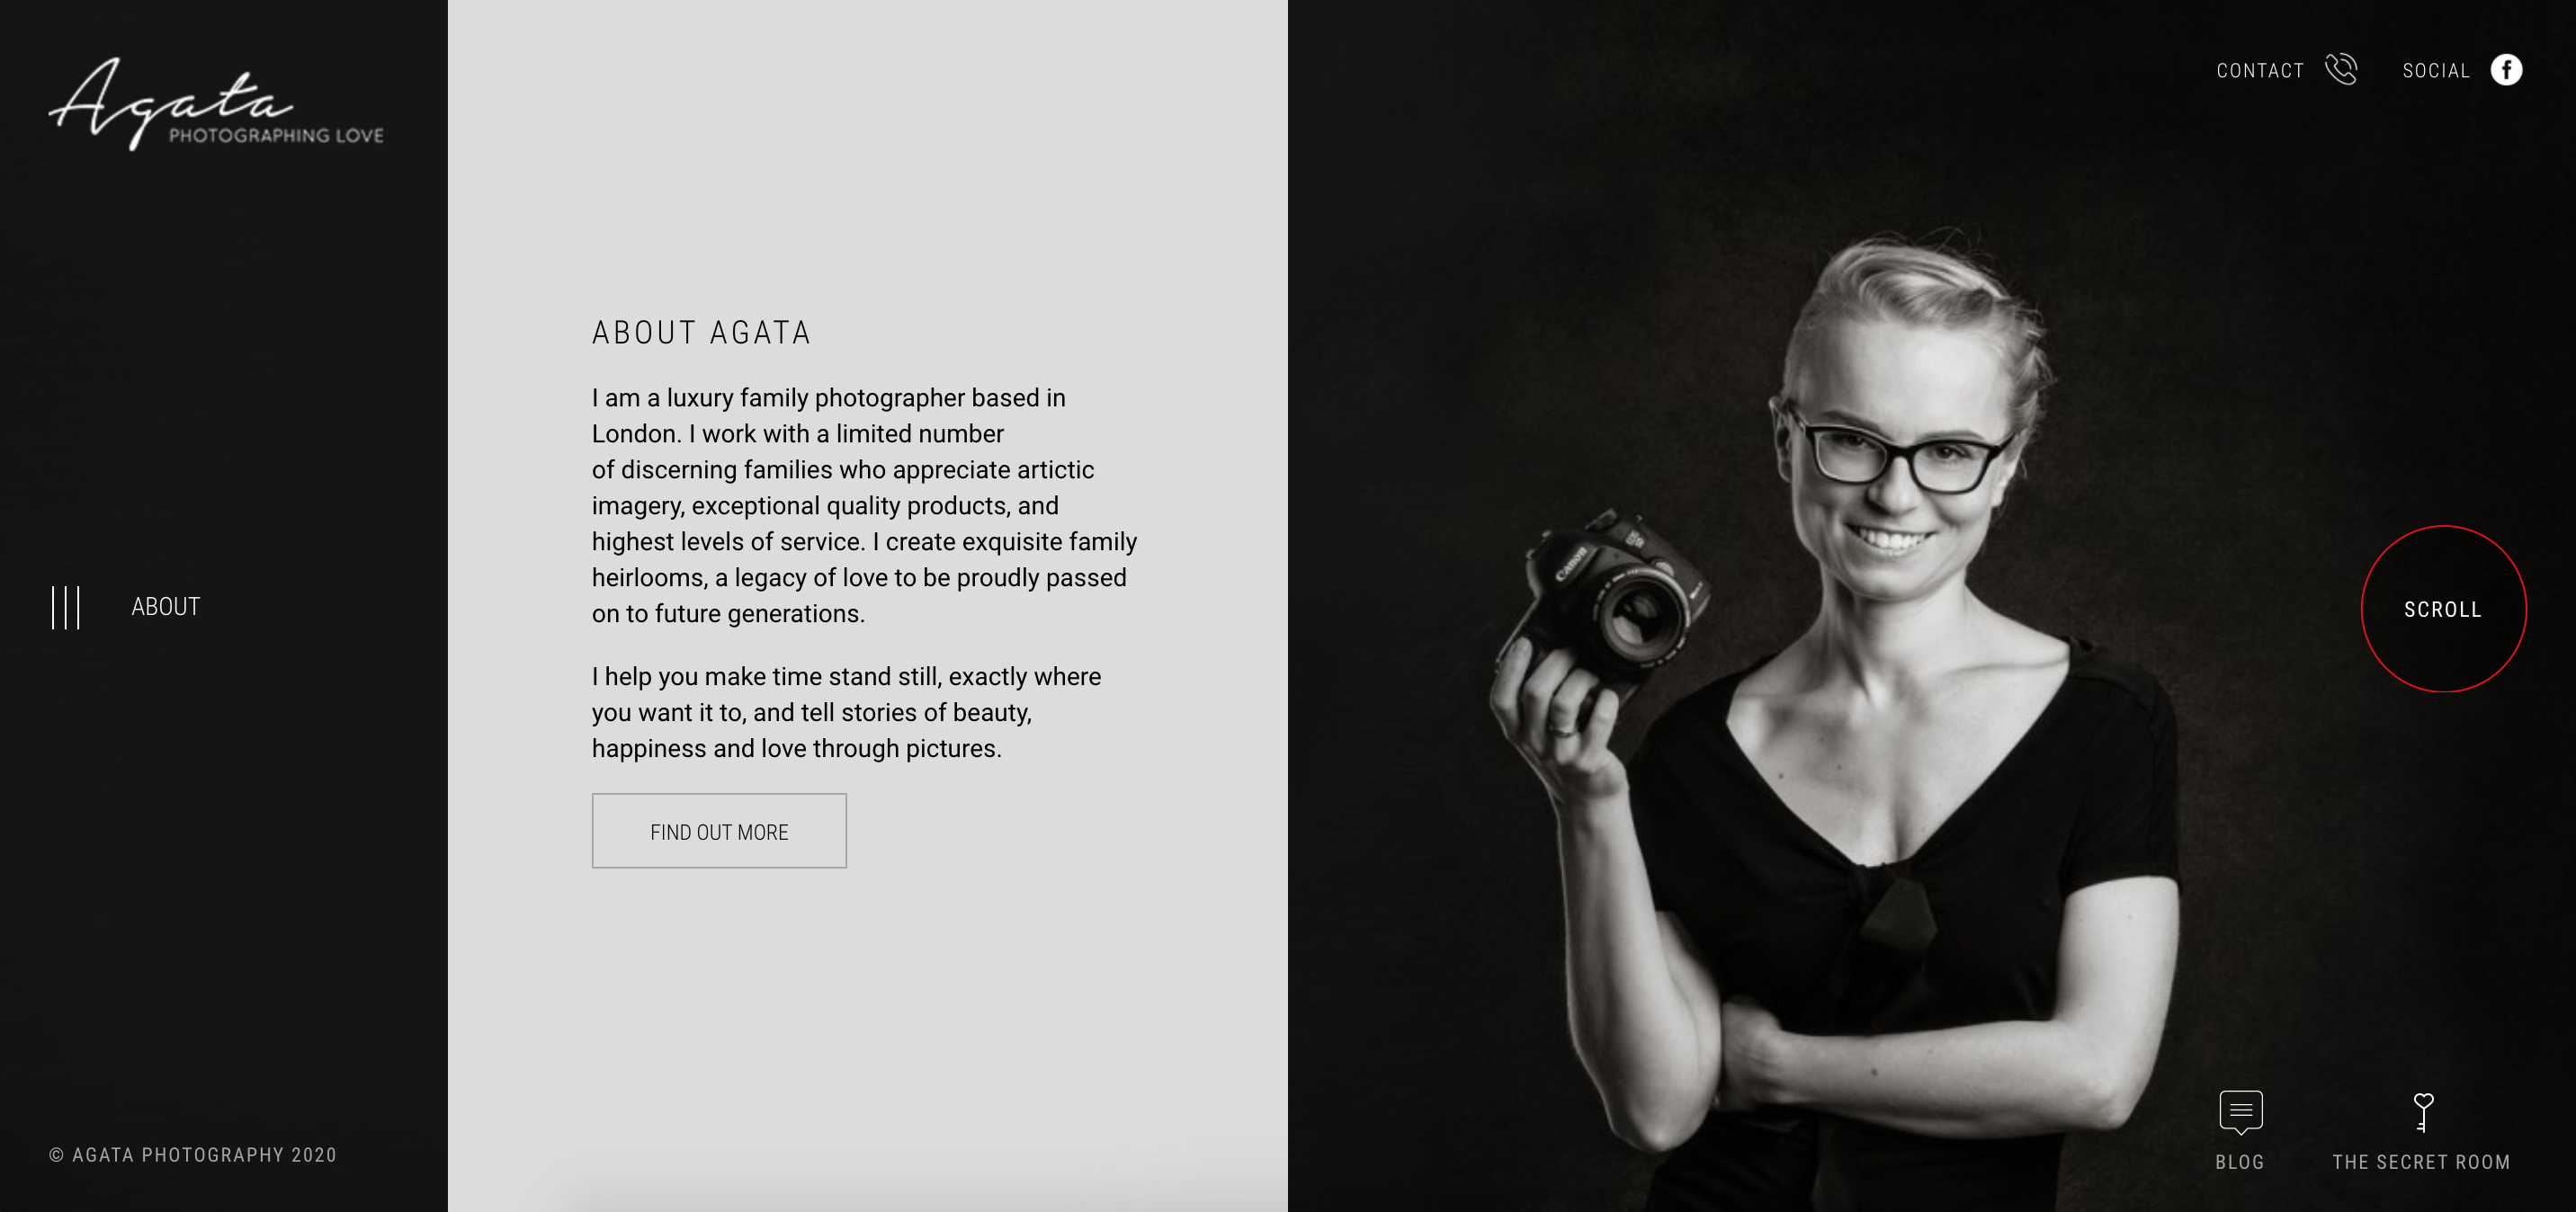 Agata
PHOTOGRAPHING LOVE
CONTACT
SOCIAL
f
ABOUT AGATA
I am a luxury family photographer based in
London. I work with a limited number
of discerning families who appreciate artictic
imagery, exceptional quality products, and
highest levels of service. I create exquisite family
heirlooms, a legacy of love to be proudly passed
on to future generations.
I help you make time stand still, exactly where
you want it to, and tell stories of beauty,
happiness and love through pictures.
FIND OUT MORE
ABOUT
Canon
SCROLL
© AGATA PHOTOGRAPHY 2020
BLOG
THE SECRET ROOM